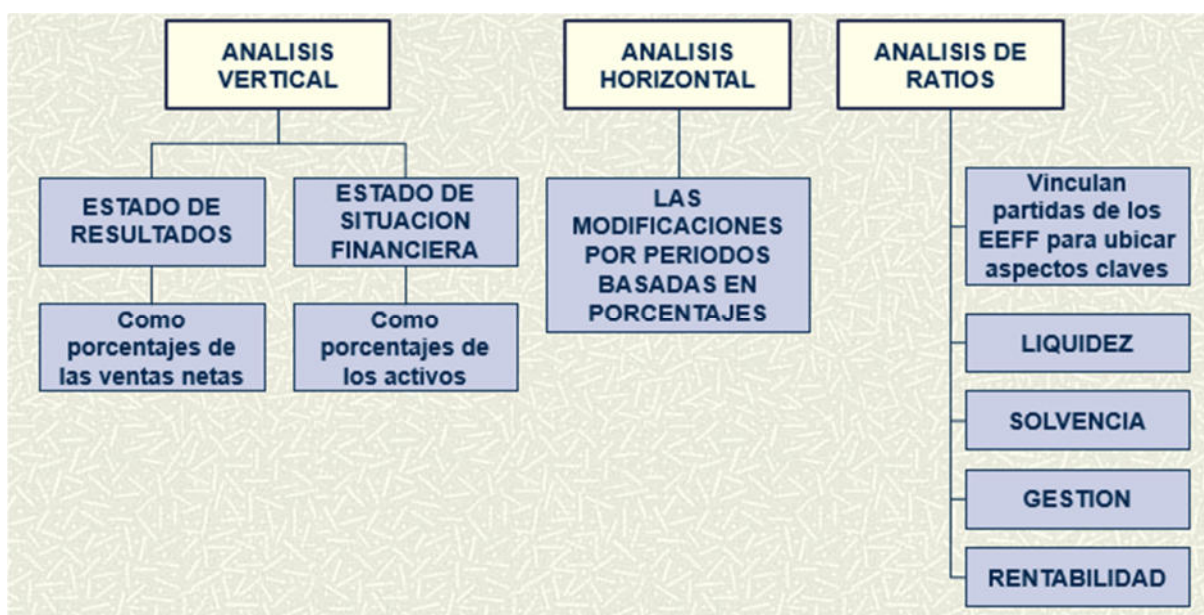 ANALISIS
VERTICAL
ESTADO DE
RESULTADOS
Como
porcentajes de
las ventas netas
ESTADO DE
SITUACION
FINANCIERA
Como
porcentajes de
los activos
ANALISIS
HORIZONTAL
LAS
MODIFICACIONES
POR PERIODOS
BASADAS EN
PORCENTAJES
ANALISIS DE
RATIOS
Vinculan
partidas de los
EEFF para ubicar
aspectos claves
LIQUIDEZ
SOLVENCIA
GESTION
RENTABILIDAD